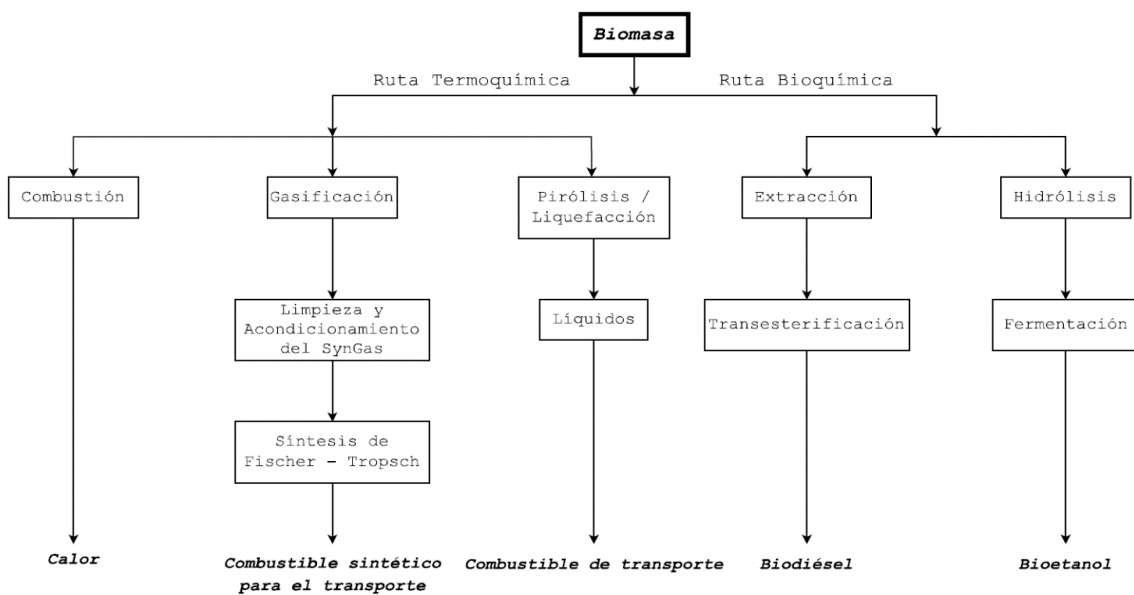 Biomasa
Ruta Termoquímica
Ruta Bioquímica
Combustión
Gasificación
Pirólisis /
Liquefacción
Extracción
Hidrólisis
Limpieza y
Acondicionamiento
del SynGas
Líquidos
Transesterificación
Fermentación
Síntesis de
Fischer – Tropsch
Calor
Combustible sintético
para el transporte
Combustible de transporte
Biodiésel
Bioetanol